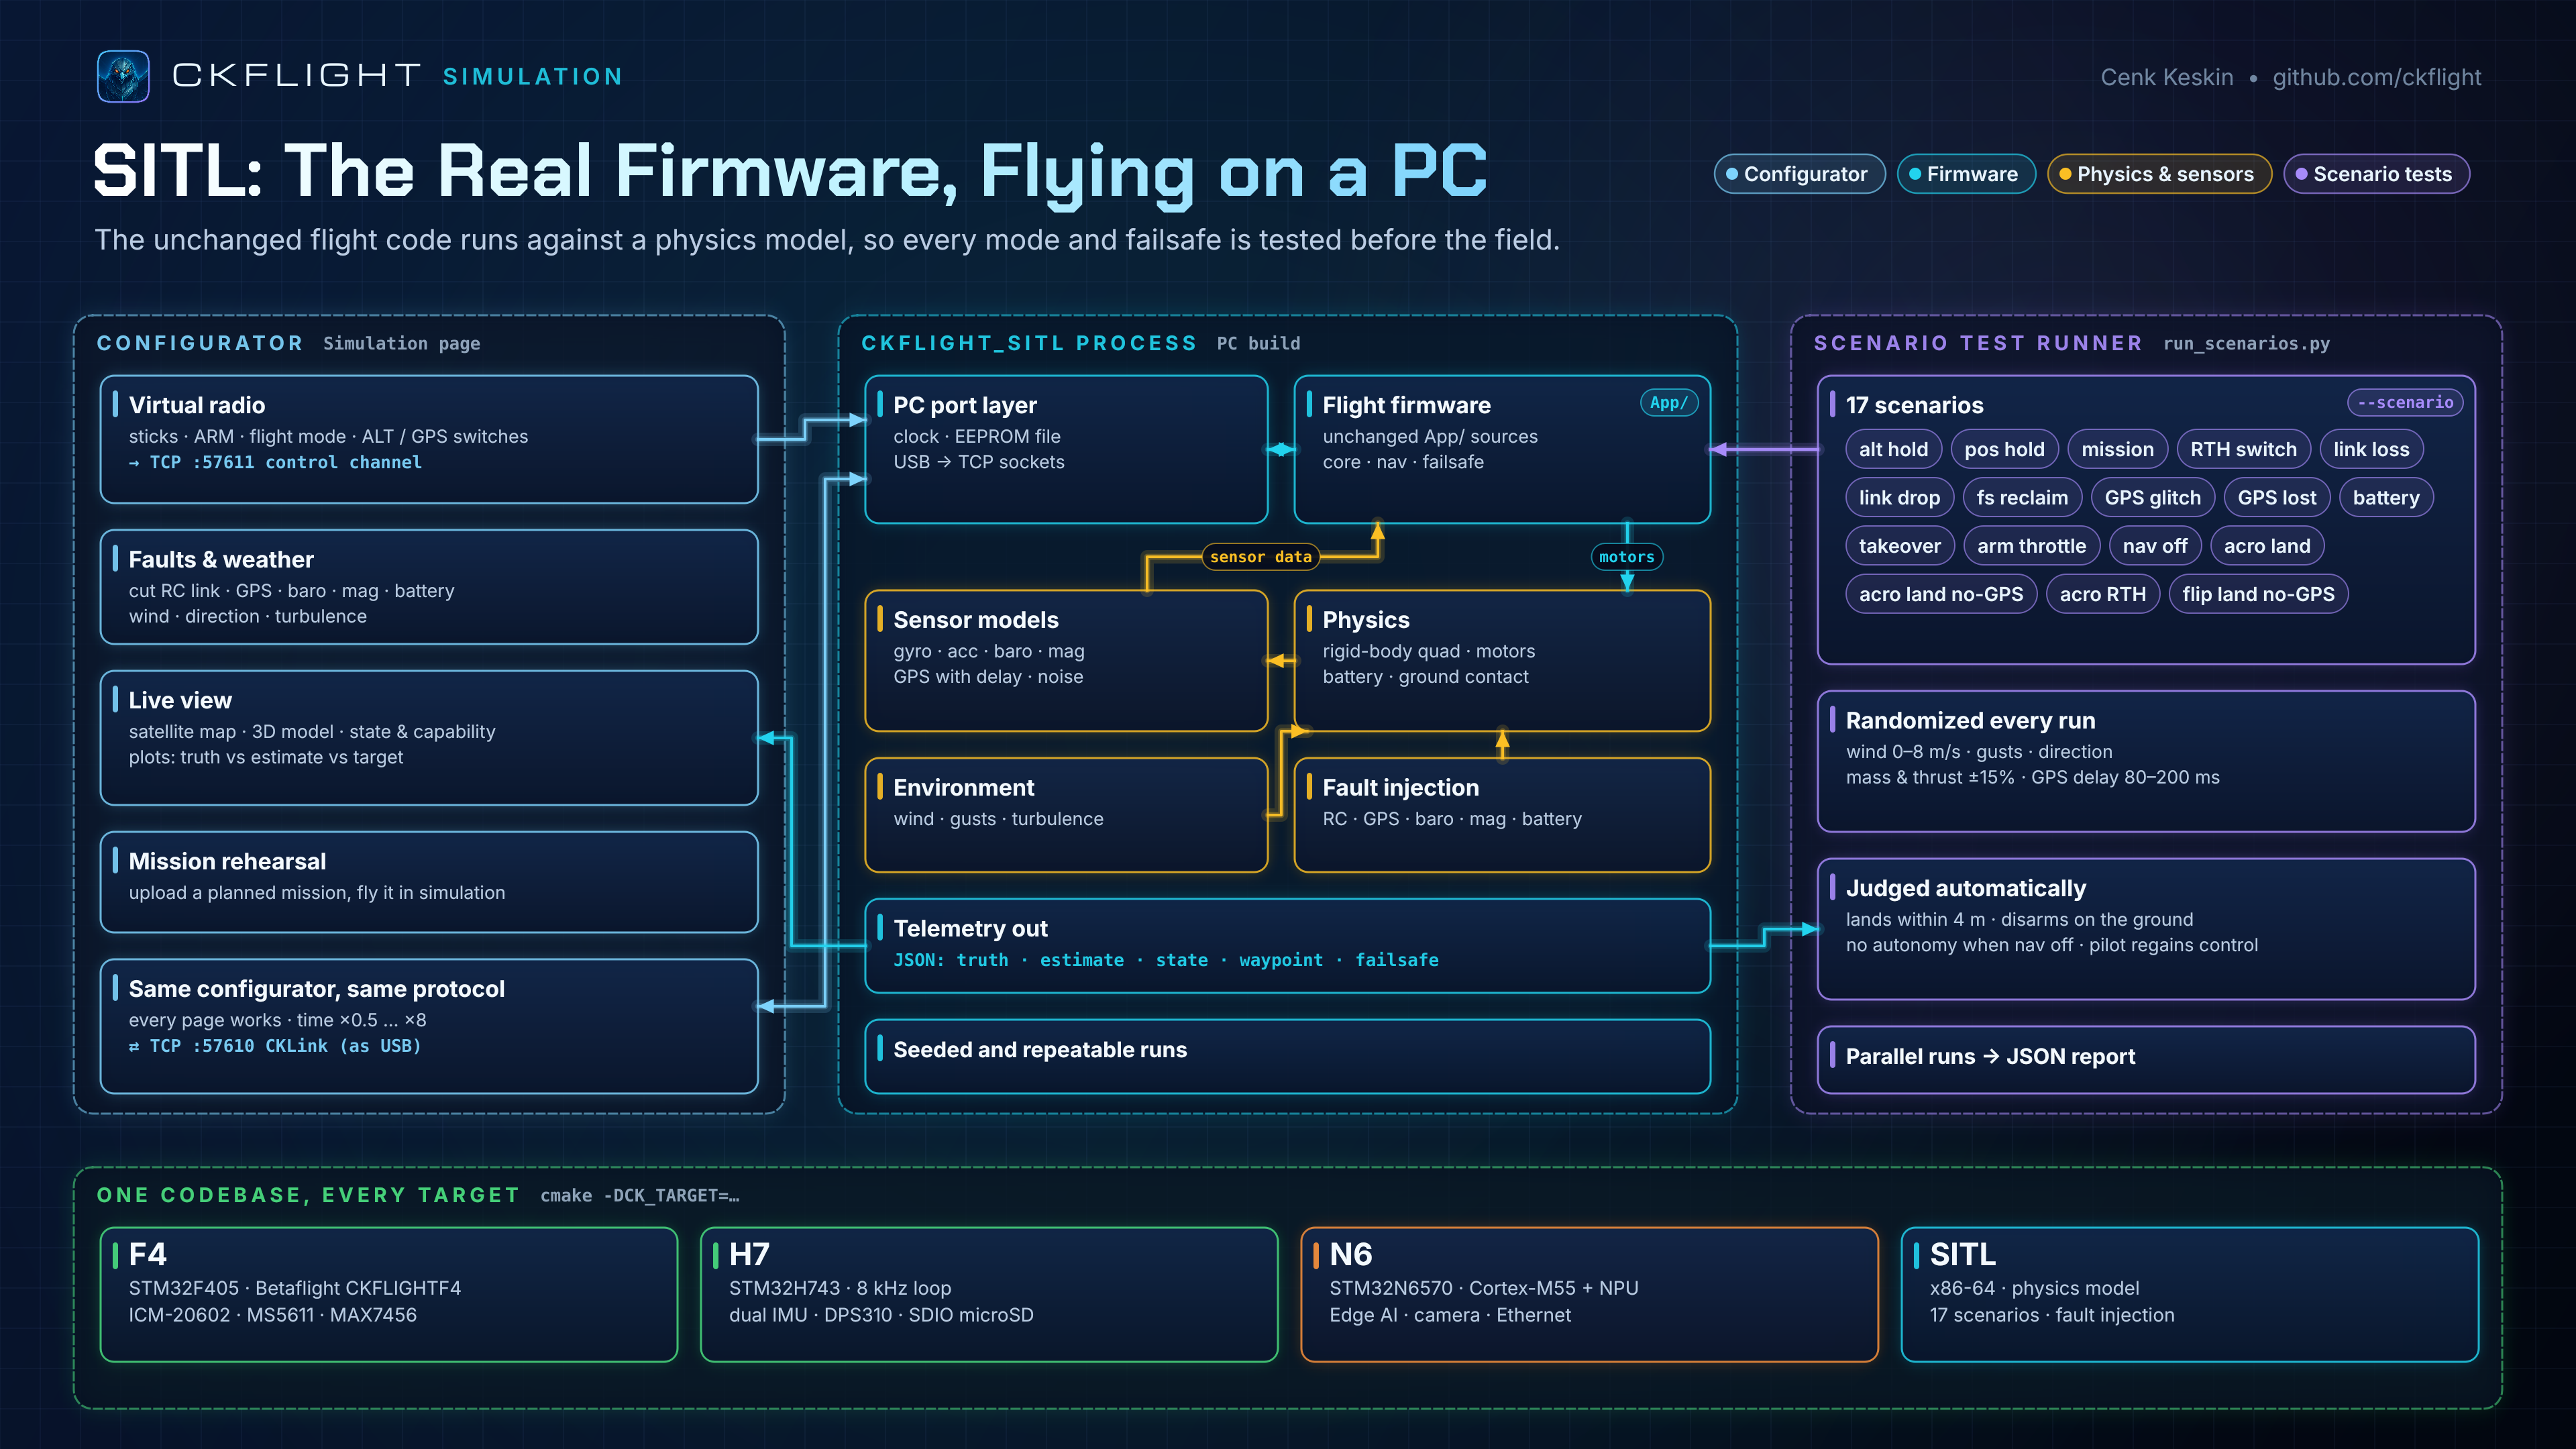 CKFLIGHT SIMULATION
Cenk Keskin • github.com/ckflight
SITL: The Real Firmware, Flying on a PC
Configurator
Firmware
Physics & sensors
Scenario tests
The unchanged flight code runs against a physics model, so every mode and failsafe is tested before the field.
CONFIGURATOR Simulation page
Virtual radio
sticks · ARM · flight mode · ALT / GPS switches
→ TCP :57611 control channel
Faults & weather
cut RC link · GPS · baro · mag · battery
wind · direction · turbulence
Live view
satellite map · 3D model · state & capability
plots: truth vs estimate vs target
Mission rehearsal
upload a planned mission, fly it in simulation
Same configurator, same protocol
every page works · time ×0.5 ... ×8
⇄ TCP :57610 CKLink (as USB)
CKFLIGHT_SITL PROCESS PC build
PC port layer
clock · EEPROM file
USB → TCP sockets
Flight firmware
App/
unchanged App/ sources
core · nav · failsafe
sensor data
motors
Sensor models
gyro · acc · baro · mag
GPS with delay · noise
Physics
rigid-body quad · motors
battery · ground contact
Environment
wind · gusts · turbulence
Fault injection
RC · GPS · baro · mag · battery
Telemetry out
JSON: truth · estimate · state · waypoint · failsafe
Seeded and repeatable runs
SCENARIO TEST RUNNER run_scenarios.py
17 scenarios
--scenario
alt hold
pos hold
mission
RTH switch
link loss
link drop
fs reclaim
GPS glitch
GPS lost
battery
takeover
arm throttle
nav off
acro land
acro land no-GPS
acro RTH
flip land no-GPS
Randomized every run
wind 0–8 m/s · gusts · direction
mass & thrust ±15% · GPS delay 80–200 ms
Judged automatically
lands within 4 m · disarms on the ground
no autonomy when nav off · pilot regains control
Parallel runs → JSON report
ONE CODEBASE, EVERY TARGET cmake -DCK_TARGET=…
F4
STM32F405 · Betaflight CKFLIGHTF4
ICM-20602 · MS5611 · MAX7456
H7
STM32H743 · 8 kHz loop
dual IMU · DPS310 · SDIO microSD
N6
STM32N6570 · Cortex-M55 + NPU
Edge AI · camera · Ethernet
SITL
x86-64 · physics model
17 scenarios · fault injection